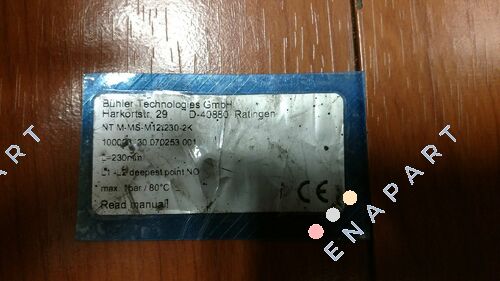 Bühler Technologies GmbH
Harkortstr. 29 D-40880 Ratingen
NT M-MS-M12/230-2K
L=230mm
L1+L2 deepest point NO
max. 1bar / 80°C
Read manual!
CE
ENAPART